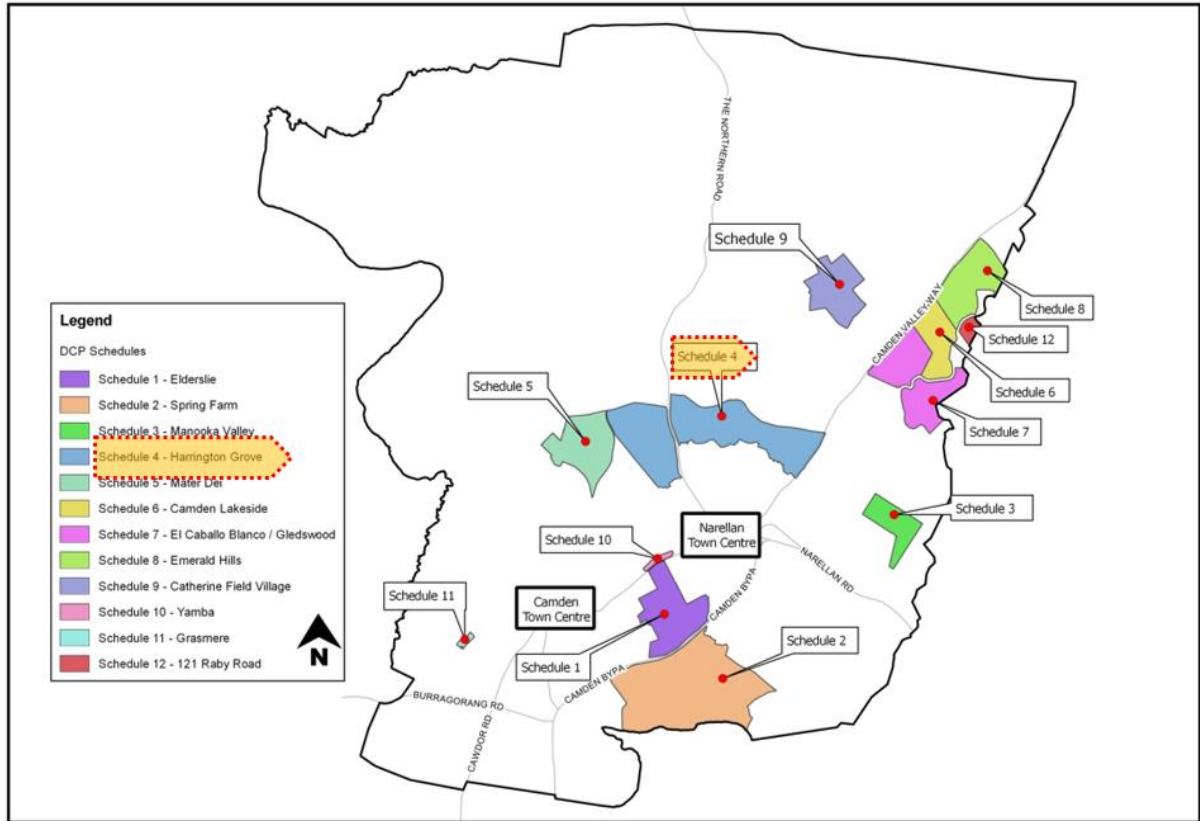 THE NORTHERN ROAD
Schedule 9
CAMDEN VALLEY WAY
Schedule 8
Schedule 12
Schedule 4
Schedule 6
Schedule 5
Schedule 7
Legend
DCP Schedules
Schedule 1 - Elderslie
Schedule 2 - Spring Farm
Schedule 3 - Manooka Valley
Schedule 4 - Harrington Grove
Schedule 5 - Mater Dei
Schedule 6 - Camden Lakeside
Schedule 7 - El Caballo Blanco / Gledswood
Schedule 8 - Emerald Hills
Schedule 9 - Catherine Field Village
Schedule 10 - Yamba
Schedule 11 - Grasmere
Schedule 12 - 121 Raby Road
N
Schedule 3
Narellan
Town Centre
Schedule 10
NARELLAN RD
Schedule 11
Camden
Town Centre
CAMDEN BYPA
Schedule 1
Schedule 2
CAMDEN BYPA
BURRAGORANG RD
CAWDOR RD